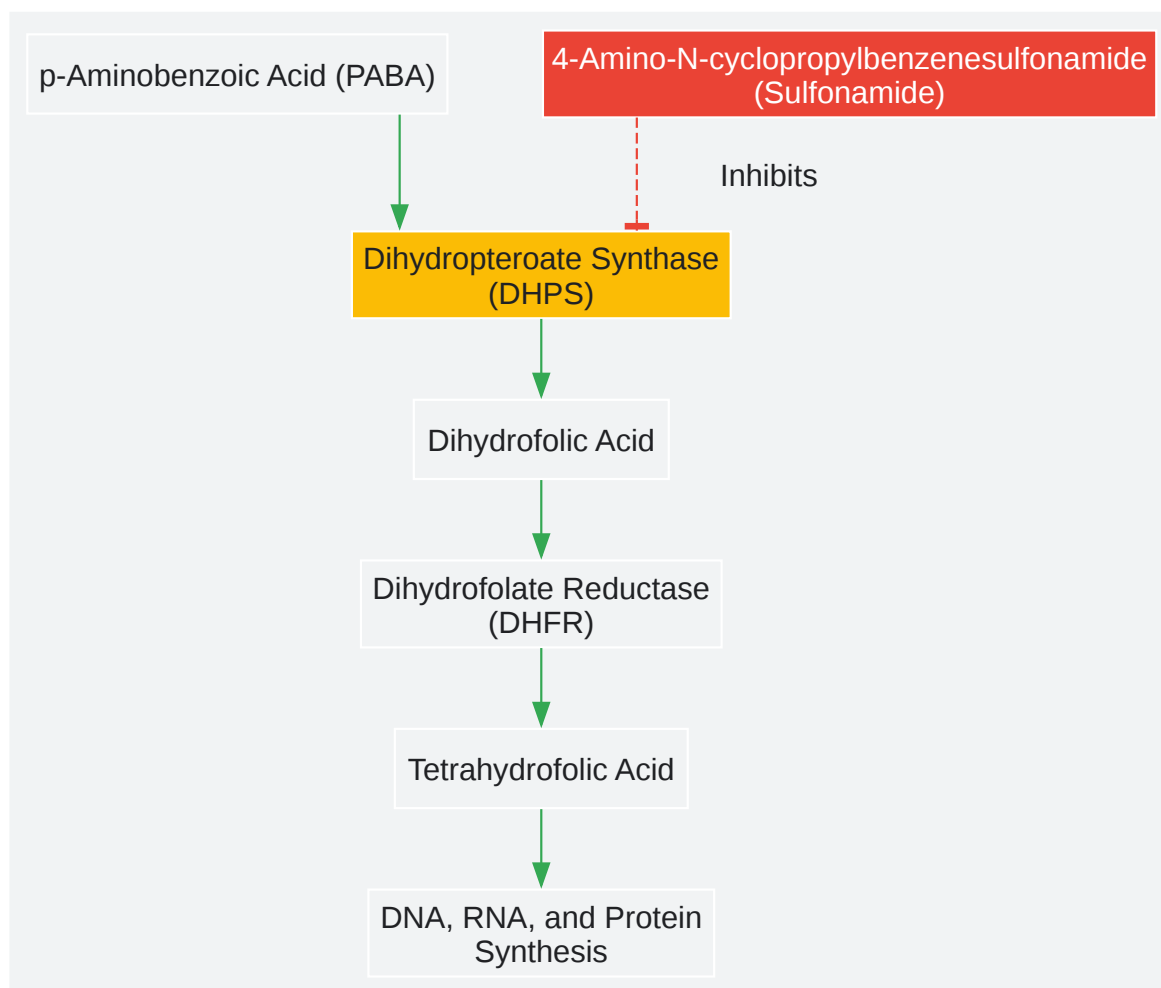 p-Aminobenzoic Acid (PABA)
4-Amino-N-cyclopropylbenzenesulfonamide
(Sulfonamide)
Inhibits
Dihydropteroate Synthase
(DHPS)
Dihydrofolic Acid
Dihydrofolate Reductase
(DHFR)
Tetrahydrofolic Acid
DNA, RNA, and Protein
Synthesis